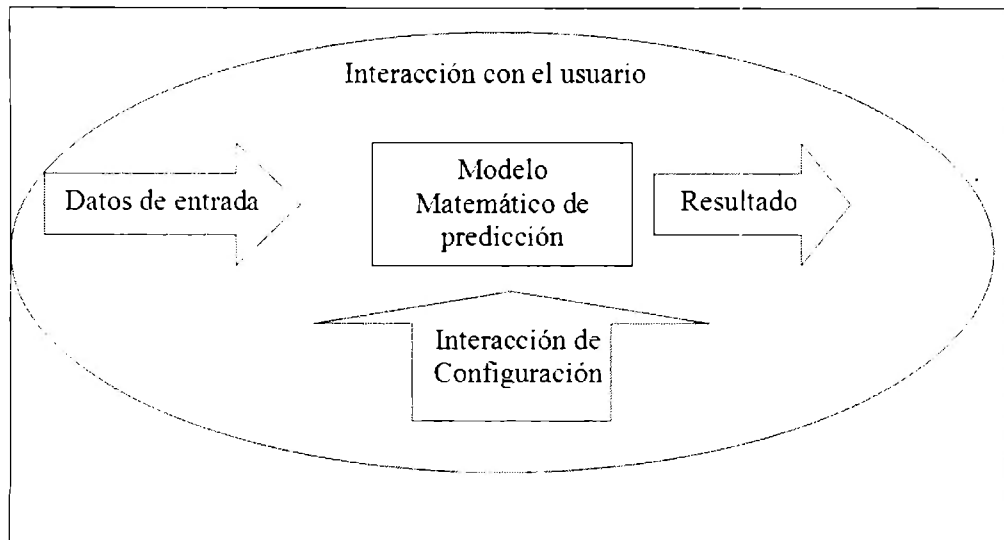 Interacción con el usuario
Datos de entrada
Modelo
Matemático de
predicción
Resultado
Interacción de
Configuración